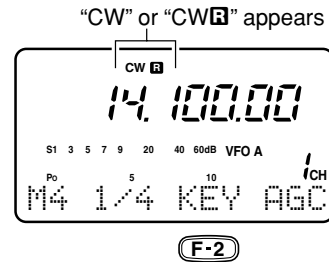 “CW” or “CWR” appears
CW R
14.100.00
S1 3 5 7 9 20 40 60dB VFO A
Po 5 10 1CH
M4 1/4 KEY AGC
F-2